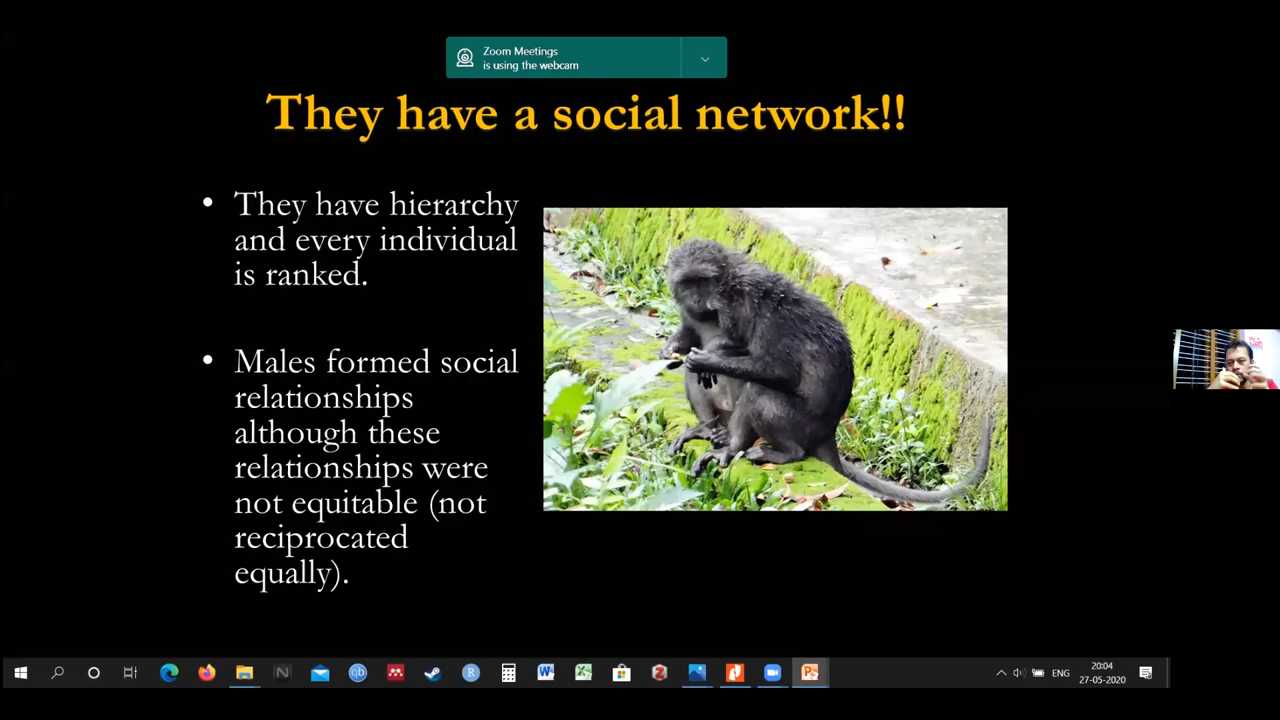 Zoom Meetings
is using the webcam
They have a social network!!
• They have hierarchy
and every individual
is ranked.
• Males formed social
relationships
although these
relationships were
not equitable (not
reciprocated
equally).
ENG
20:04
27-05-2020